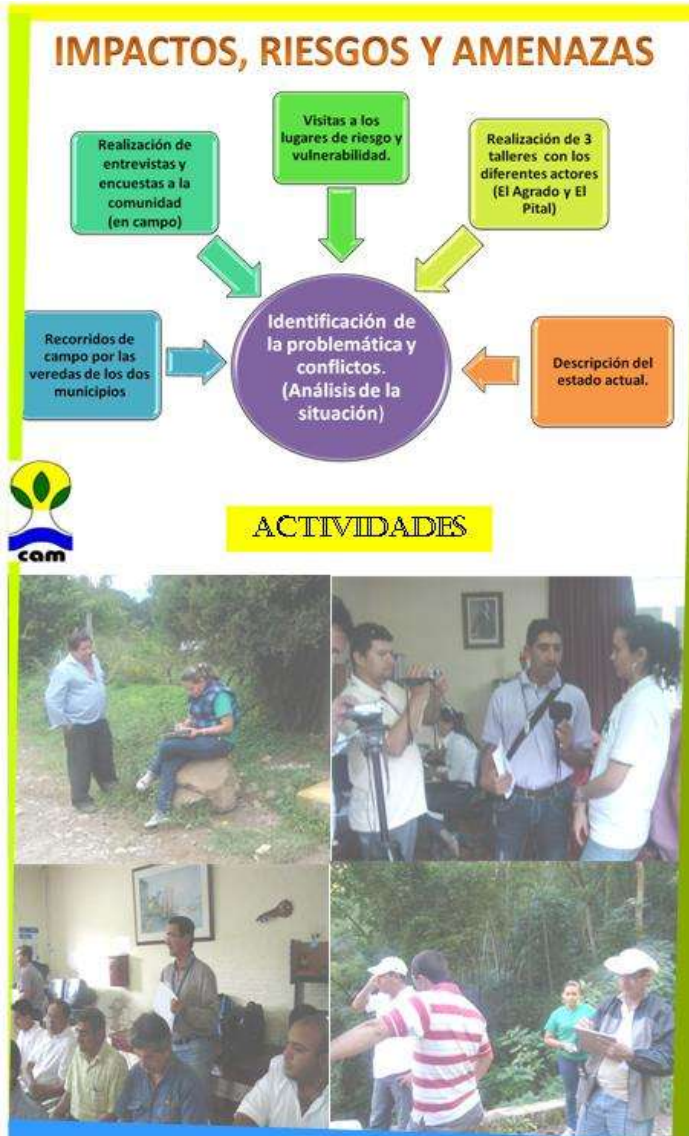 IMPACTOS, RIESGOS Y AMENAZAS
Visitas a los
lugares de riesgo y
vulnerabilidad.
Realización de
entrevistas y
encuestas a la
comunidad
(en campo)
Realización de 3
talleres con los
diferentes actores
(El Agrado y El
Pital)
Recorridos de
campo por las
veredas de los dos
municipios
Identificación de
la problemática y
conflictos.
(Análisis de la
situación)
Descripción del
estado actual.
cam
ACTIVIDADES